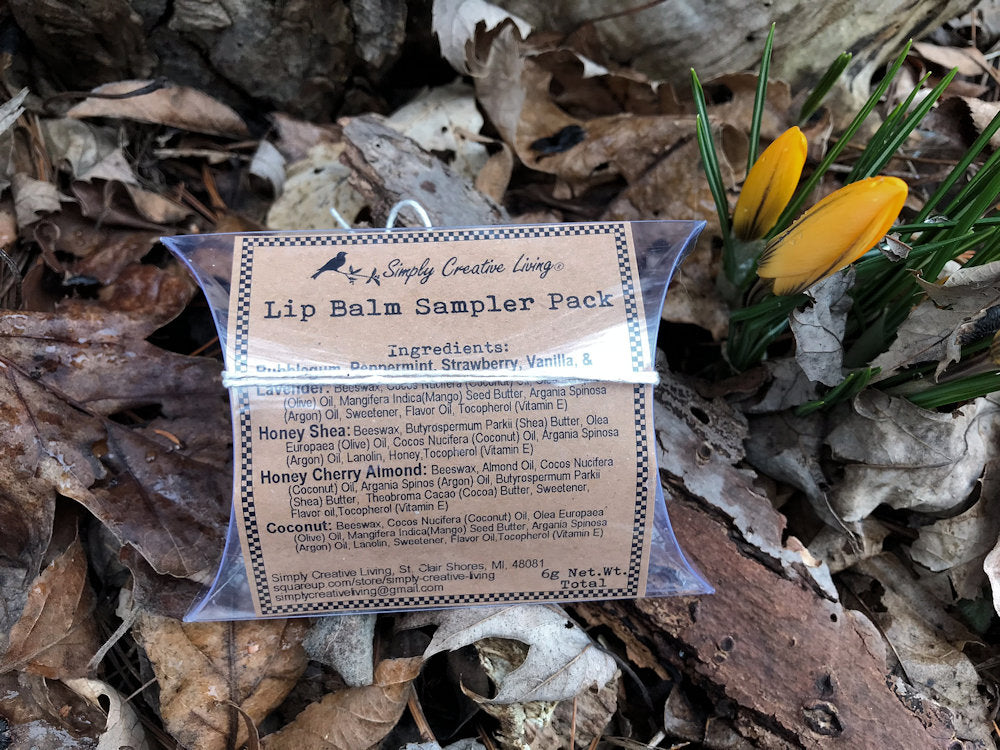 Simply Creative Living®
Lip Balm Sampler Pack
Ingredients:
Bubblegum, Peppermint, Strawberry, Vanilla, &
Lavender: Beeswax, Cocos Nucifera (Coconut) Oil, Olea
(Olive) Oil, Mangifera Indica(Mango) Seed Butter, Argania Spinosa
(Argon) Oil, Sweetener, Flavor Oil, Tocopherol (Vitamin E)
Honey Shea: Beeswax, Butyrospermum Parkii (Shea) Butter, Olea
Europaea (Olive) Oil, Cocos Nucifera (Coconut) Oil, Argania Spinosa
(Argon) Oil, Lanolin, Honey,Tocopherol (Vitamin E)
Honey Cherry Almond: Beeswax, Almond Oil, Cocos Nucifera
(Coconut) Oil, Argania Spinos (Argon) Oil, Butyrospermum Parkii
(Shea) Butter, Theobroma Cacao (Cocoa) Butter, Sweetener,
Flavor oil,Tocopherol (Vitamin E)
Coconut: Beeswax, Cocos Nucifera (Coconut) Oil, Olea Europaea
(Olive) Oil, Mangifera Indica(Mango) Seed Butter, Argania Spinosa
(Argon) Oil, Lanolin, Sweetener, Flavor Oil,Tocopherol (Vitamin E)
Simply Creative Living, St. Clair Shores, MI, 48081
squareup.com/store/simply-creative-living
simplycreativeliving@gmail.com
6g Net.Wt.
Total